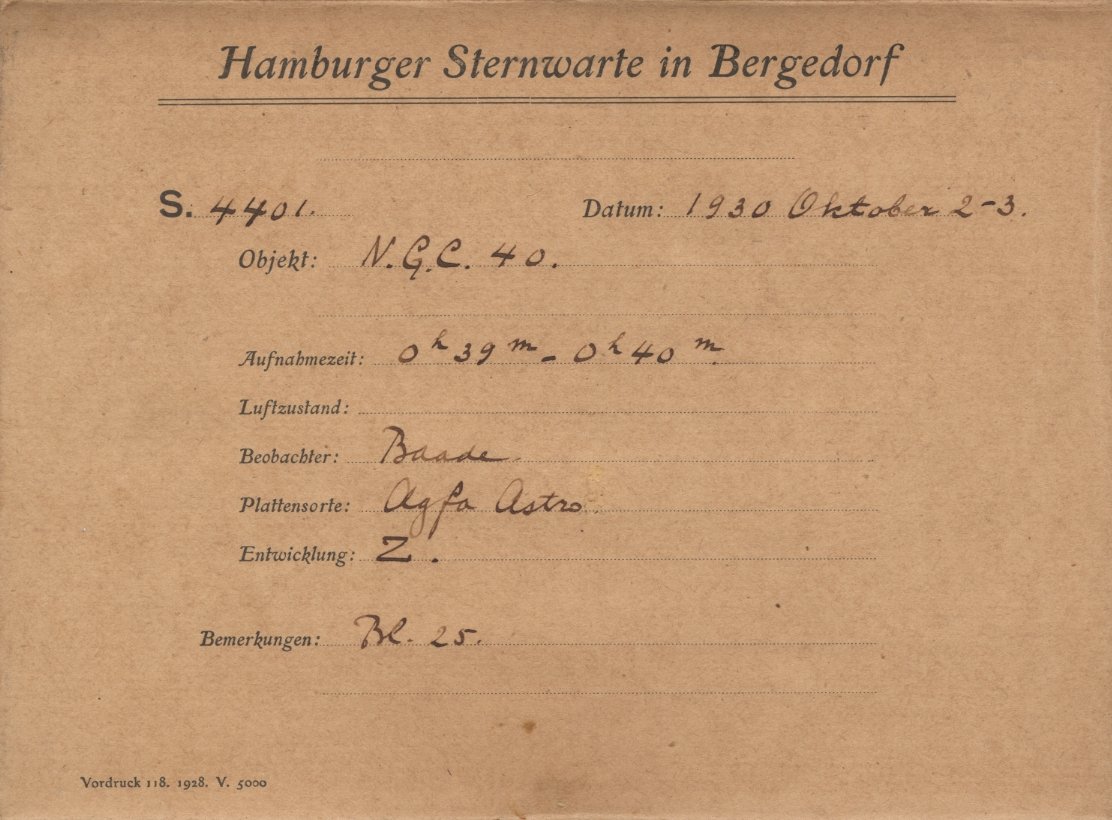 Hamburger Sternwarte in Bergedorf
S. 4401. Datum: 1930 Oktober 2-3.
Objekt: N.G.C. 40.
Aufnahmezeit: 0ʰ 39ᵐ - 0ʰ 40ᵐ.
Luftzustand:
Beobachter: Baade
Plattensorte: Agfa Astro.
Entwicklung: Z.
Bemerkungen: Bl. 25.
Vordruck 118. 1928. V. 5000